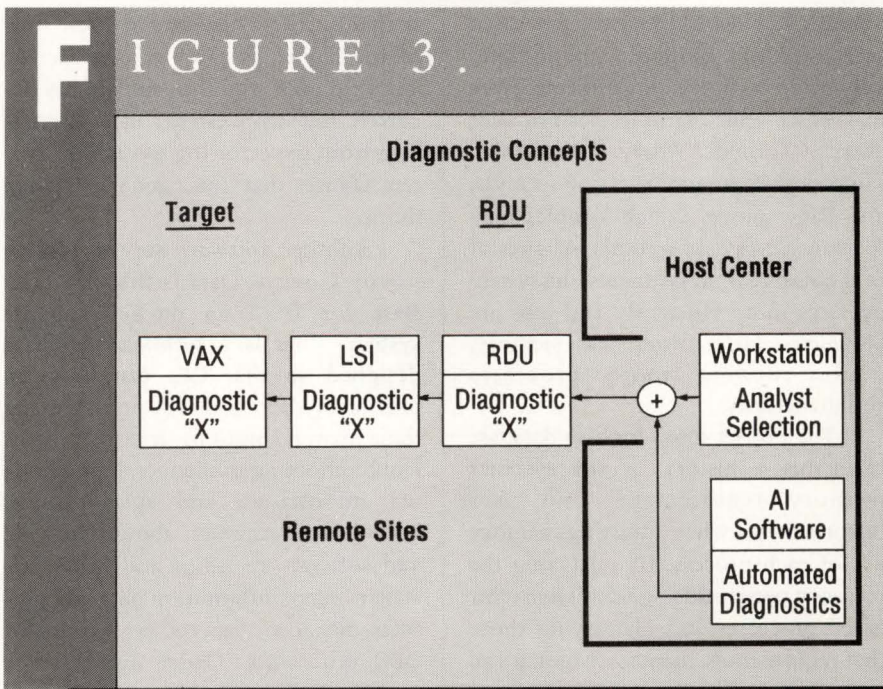 FIGURE 3.
Diagnostic Concepts
Target
RDU
Host Center
VAX
Diagnostic
“X”
LSI
Diagnostic
“X”
RDU
Diagnostic
“X”
+
Workstation
Analyst
Selection
AI
Software
Automated
Diagnostics
Remote Sites